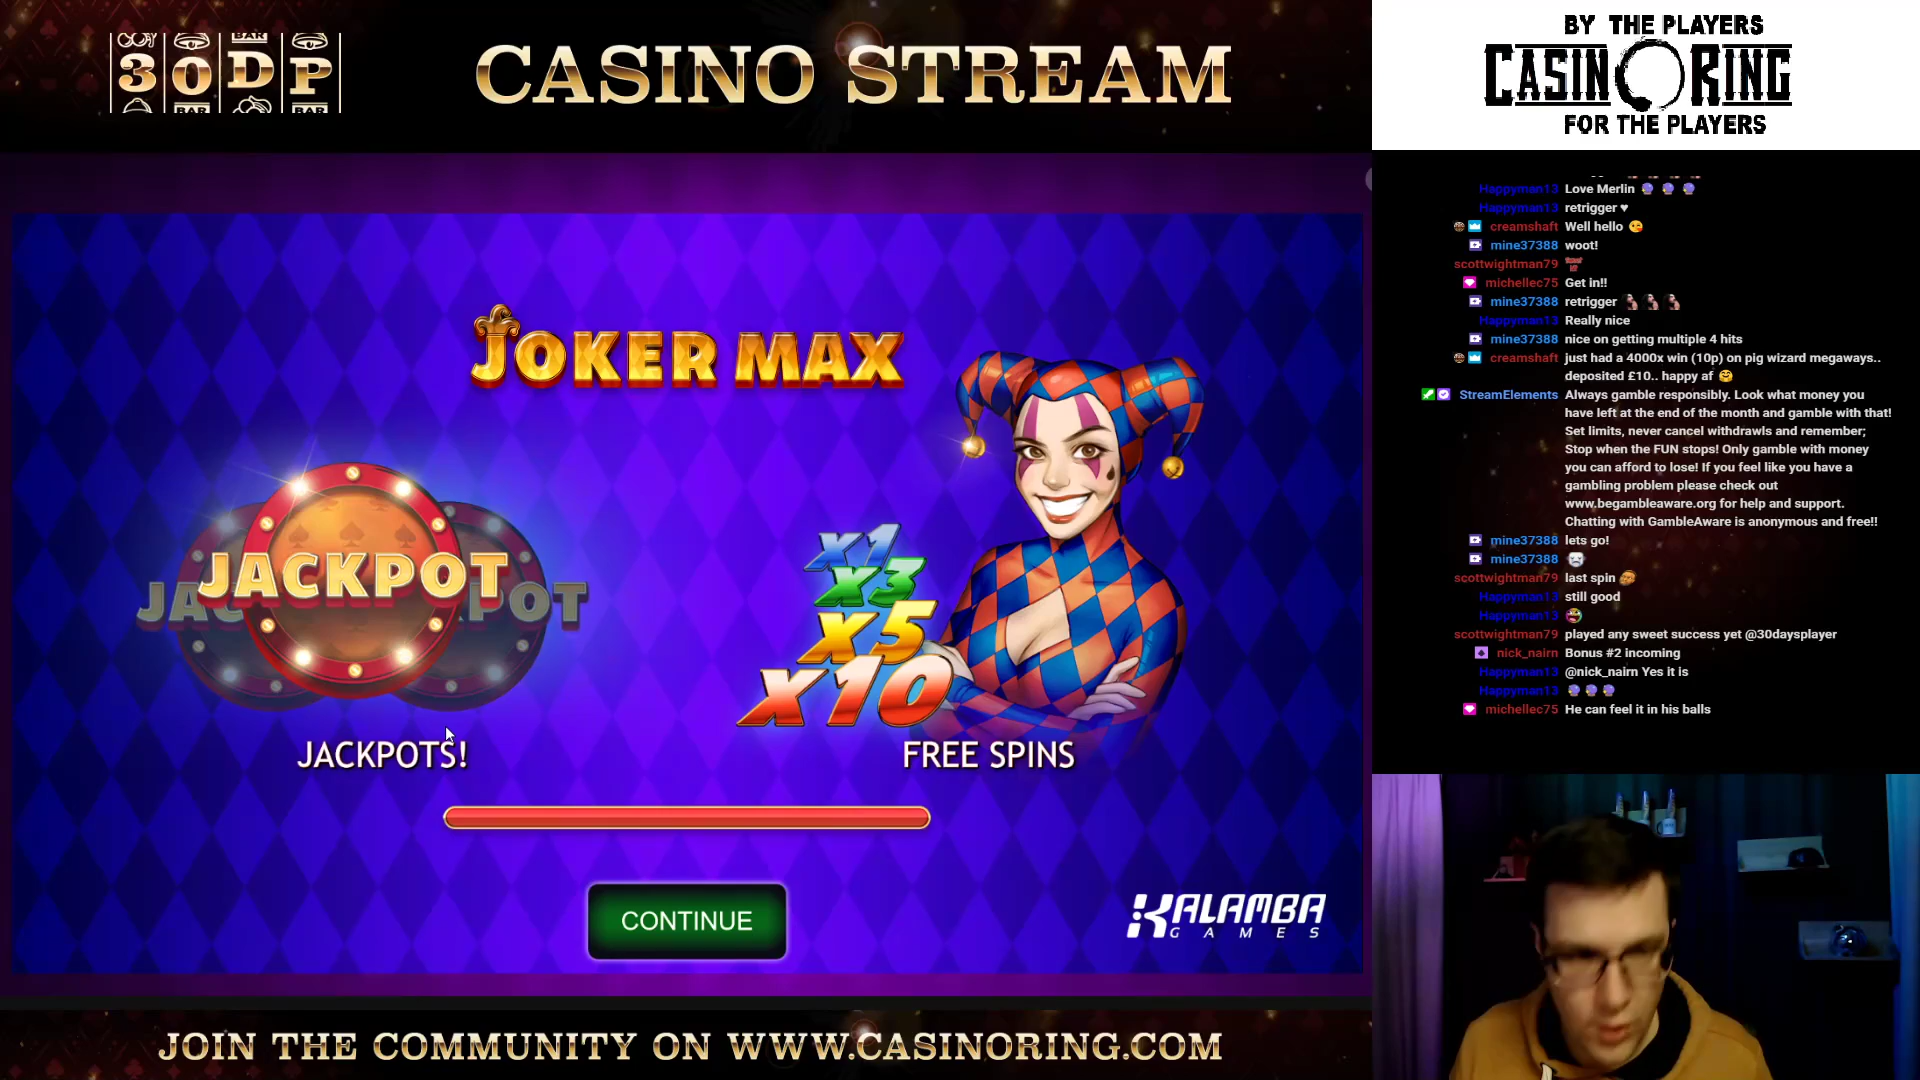 30DP
CASINO STREAM
BY THE PLAYERS
CASINORING
FOR THE PLAYERS
Happyman13 Love Merlin
Happyman13 retrigger ♥
creamshaft Well hello 😘
mine37388 woot!
scottwightman79
michellec75 Get in!!
mine37388 retrigger
Happyman13 Really nice
mine37388 nice on getting multiple 4 hits
creamshaft just had a 4000x win (10p) on pig wizard megaways..
deposited £10.. happy af 🤗
StreamElements Always gamble responsibly. Look what money you
have left at the end of the month and gamble with that!
Set limits, never cancel withdrawls and remember;
Stop when the FUN stops! Only gamble with money
you can afford to lose! If you feel like you have a
gambling problem please check out
www.begambleaware.org for help and support.
Chatting with GambleAware is anonymous and free!!
mine37388 lets go!
mine37388
scottwightman79 last spin
Happyman13 still good
Happyman13
scottwightman79 played any sweet success yet @30daysplayer
nick_nairn Bonus #2 incoming
Happyman13 @nick_nairn Yes it is
Happyman13
michellec75 He can feel it in his balls
JOKER MAX
JACKPOT
x1
x3
x5
x10
JACKPOTS!
FREE SPINS
CONTINUE
KALAMBA
GAMES
JOIN THE COMMUNITY ON WWW.CASINORING.COM